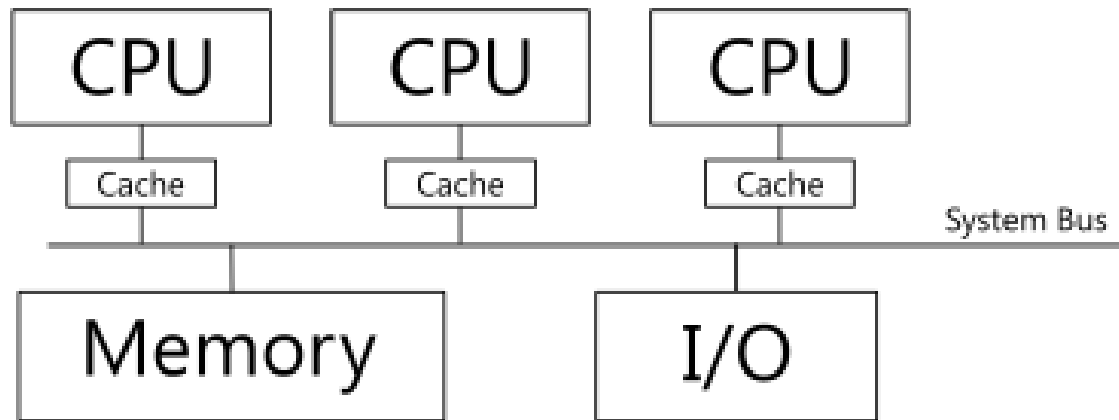 CPU CPU CPU
Cache Cache Cache
System Bus
Memory I/O